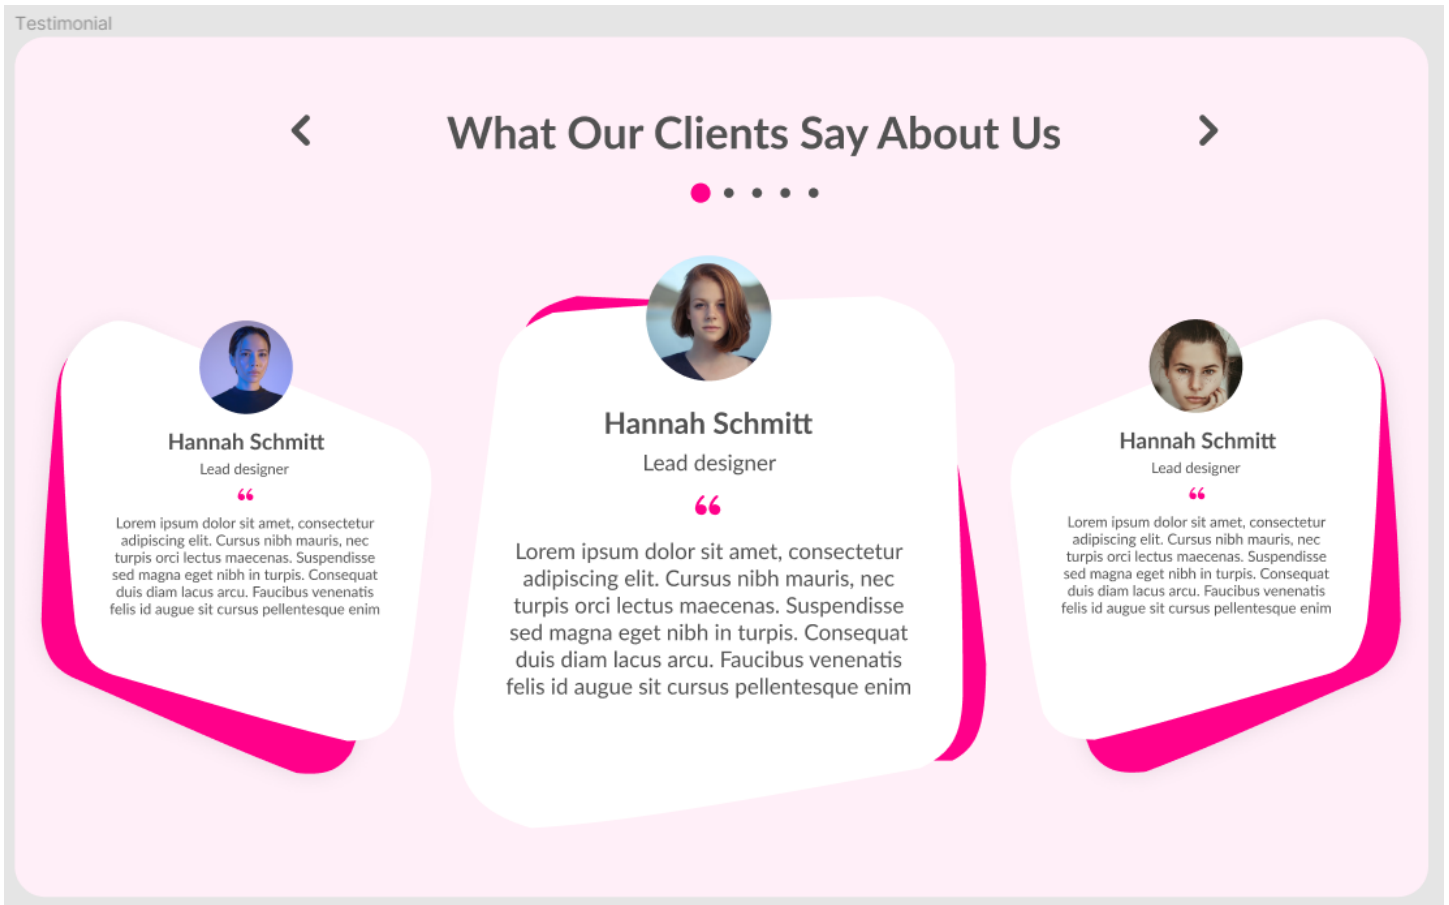 Testimonial
What Our Clients Say About Us
Hannah Schmitt
Lead designer
“
Lorem ipsum dolor sit amet, consectetur
adipiscing elit. Cursus nibh mauris, nec
turpis orci lectus maecenas. Suspendisse
sed magna eget nibh in turpis. Consequat
duis diam lacus arcu. Faucibus venenatis
felis id augue sit cursus pellentesque enim
Hannah Schmitt
Lead designer
“
Lorem ipsum dolor sit amet, consectetur
adipiscing elit. Cursus nibh mauris, nec
turpis orci lectus maecenas. Suspendisse
sed magna eget nibh in turpis. Consequat
duis diam lacus arcu. Faucibus venenatis
felis id augue sit cursus pellentesque enim
Hannah Schmitt
Lead designer
“
Lorem ipsum dolor sit amet, consectetur
adipiscing elit. Cursus nibh mauris, nec
turpis orci lectus maecenas. Suspendisse
sed magna eget nibh in turpis. Consequat
duis diam lacus arcu. Faucibus venenatis
felis id augue sit cursus pellentesque enim